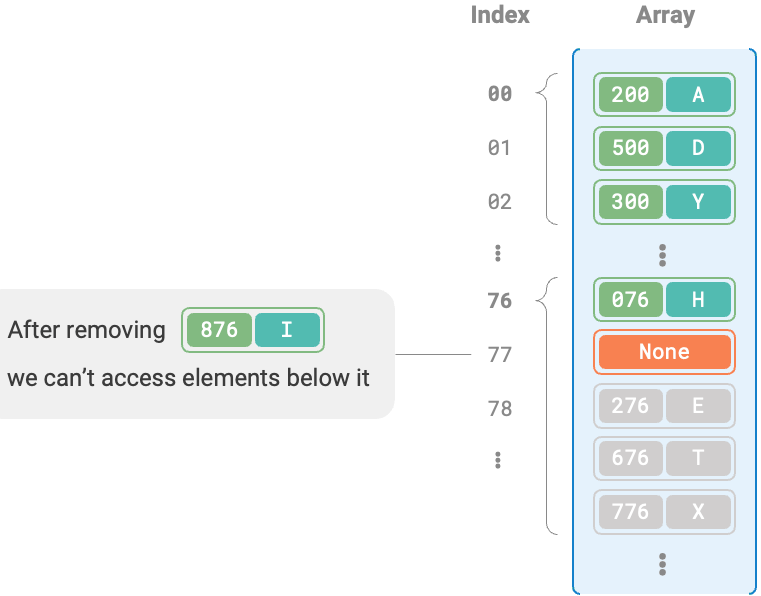 Index Array
00 200 A
01 500 D
02 300 Y
76 076 H
After removing 876 I
77 None
we can’t access elements below it
78 276 E
676 T
776 X